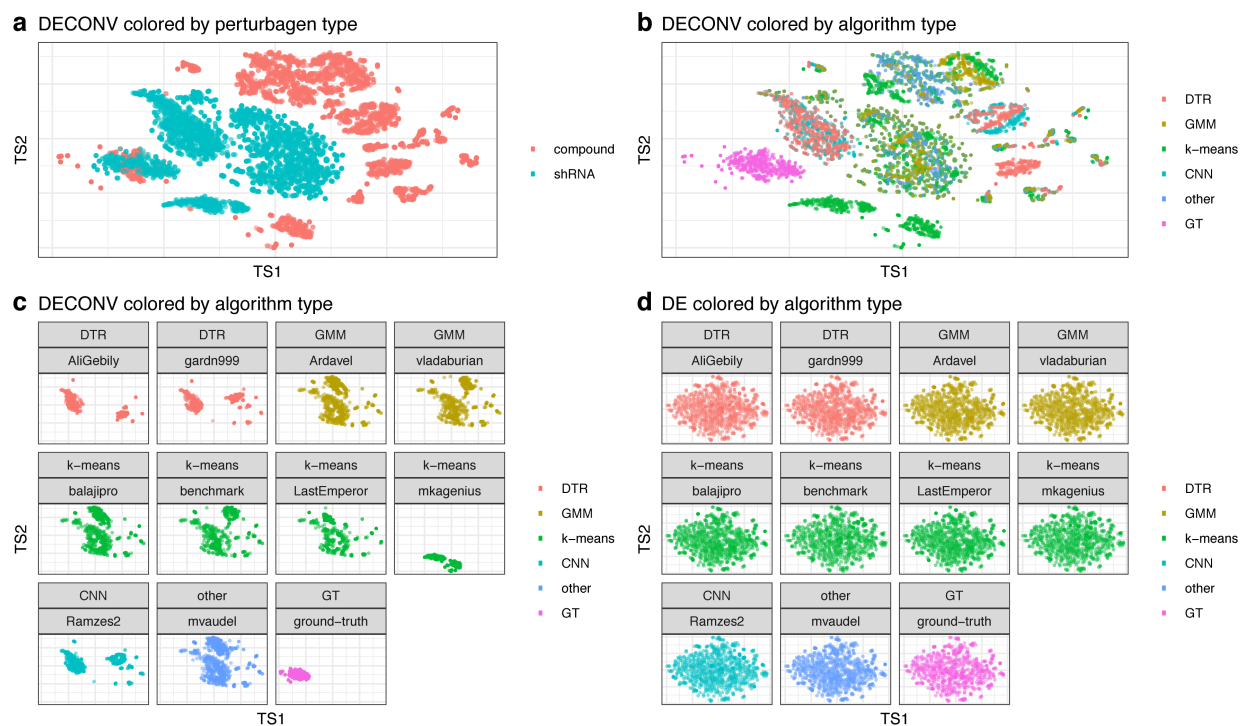 a DECONV colored by perturbagen type
TS2
TS1
compound
shRNA
b DECONV colored by algorithm type
TS2
TS1
DTR
GMM
k−means
CNN
other
GT
c DECONV colored by algorithm type
DTR DTR GMM GMM
AliGebily gardn999 Ardavel vladaburian
k−means k−means k−means k−means
balajipro benchmark LastEmperor mkagenius
CNN other GT
Ramzes2 mvaudel ground−truth
TS2
TS1
DTR
GMM
k−means
CNN
other
GT
d DE colored by algorithm type
DTR DTR GMM GMM
AliGebily gardn999 Ardavel vladaburian
k−means k−means k−means k−means
balajipro benchmark LastEmperor mkagenius
CNN other GT
Ramzes2 mvaudel ground−truth
TS2
TS1
DTR
GMM
k−means
CNN
other
GT